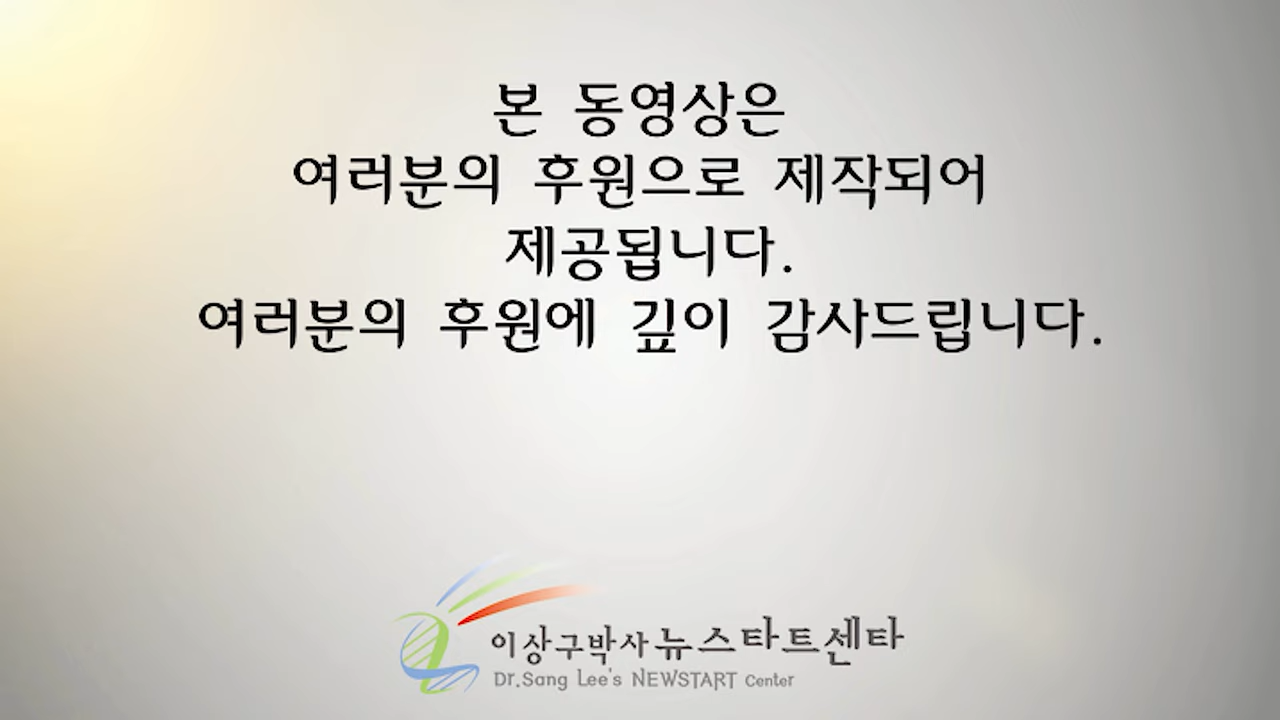 본 동영상은
여러분의 후원으로 제작되어
제공됩니다.
여러분의 후원에 깊이 감사드립니다.
이상구박사 뉴스타트센타
Dr.Sang Lee's NEWSTART Center